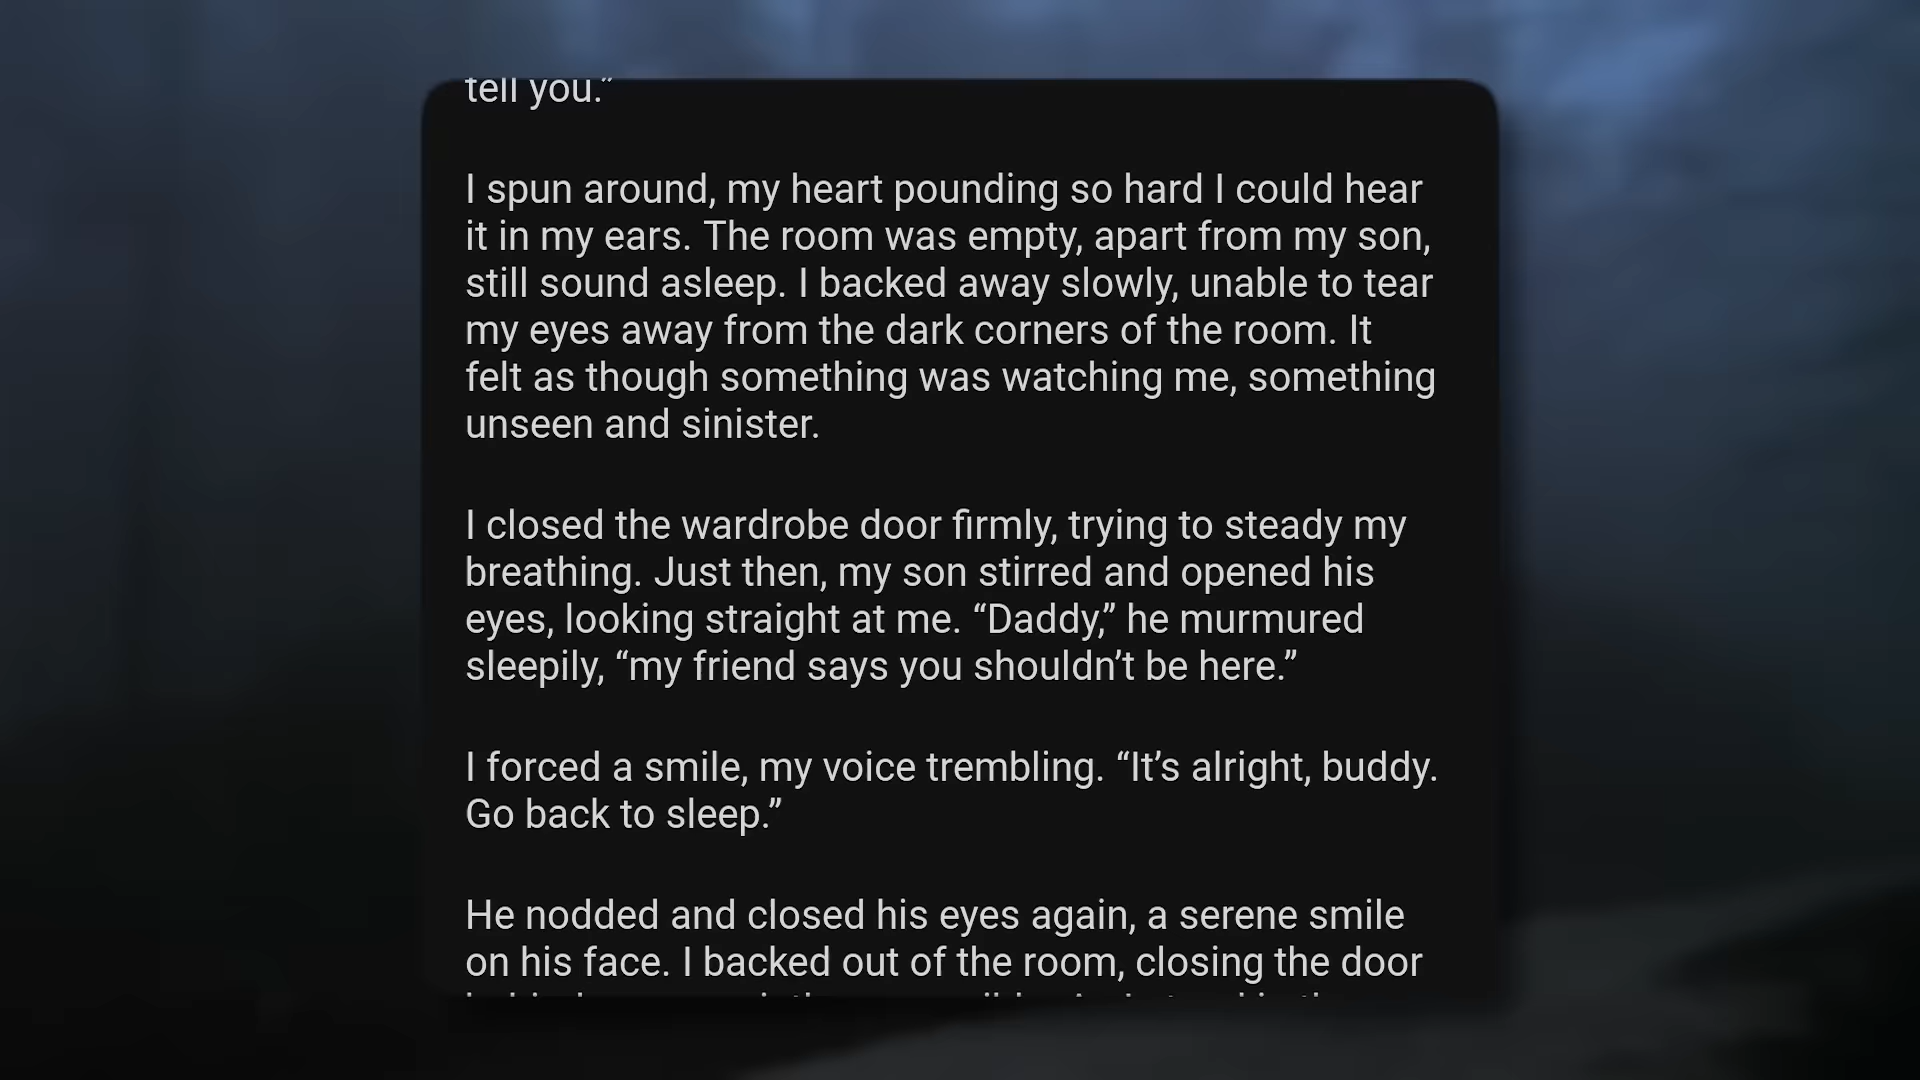 tell you.”
I spun around, my heart pounding so hard I could hear
it in my ears. The room was empty, apart from my son,
still sound asleep. I backed away slowly, unable to tear
my eyes away from the dark corners of the room. It
felt as though something was watching me, something
unseen and sinister.
I closed the wardrobe door firmly, trying to steady my
breathing. Just then, my son stirred and opened his
eyes, looking straight at me. “Daddy,” he murmured
sleepily, “my friend says you shouldn’t be here.”
I forced a smile, my voice trembling. “It’s alright, buddy.
Go back to sleep.”
He nodded and closed his eyes again, a serene smile
on his face. I backed out of the room, closing the door